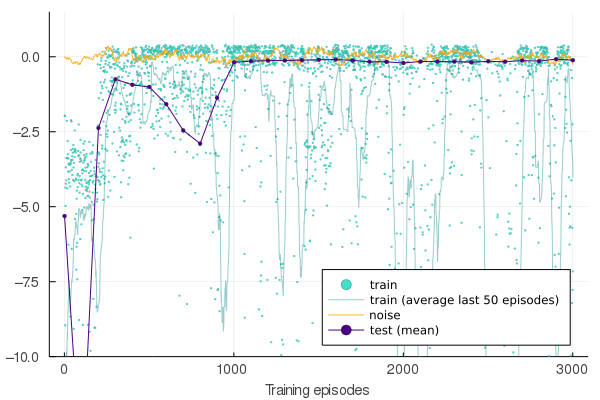 0.0
−2.5
−5.0
−7.5
−10.0
train
train (average last 50 episodes)
noise
test (mean)
0 1000 2000 3000
Training episodes